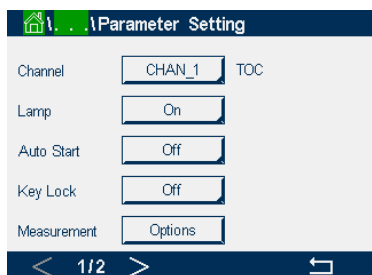 \. . .\Parameter Setting
Channel CHAN_1 TOC
Lamp On
Auto Start Off
Key Lock Off
Measurement Options
< 1/2 >